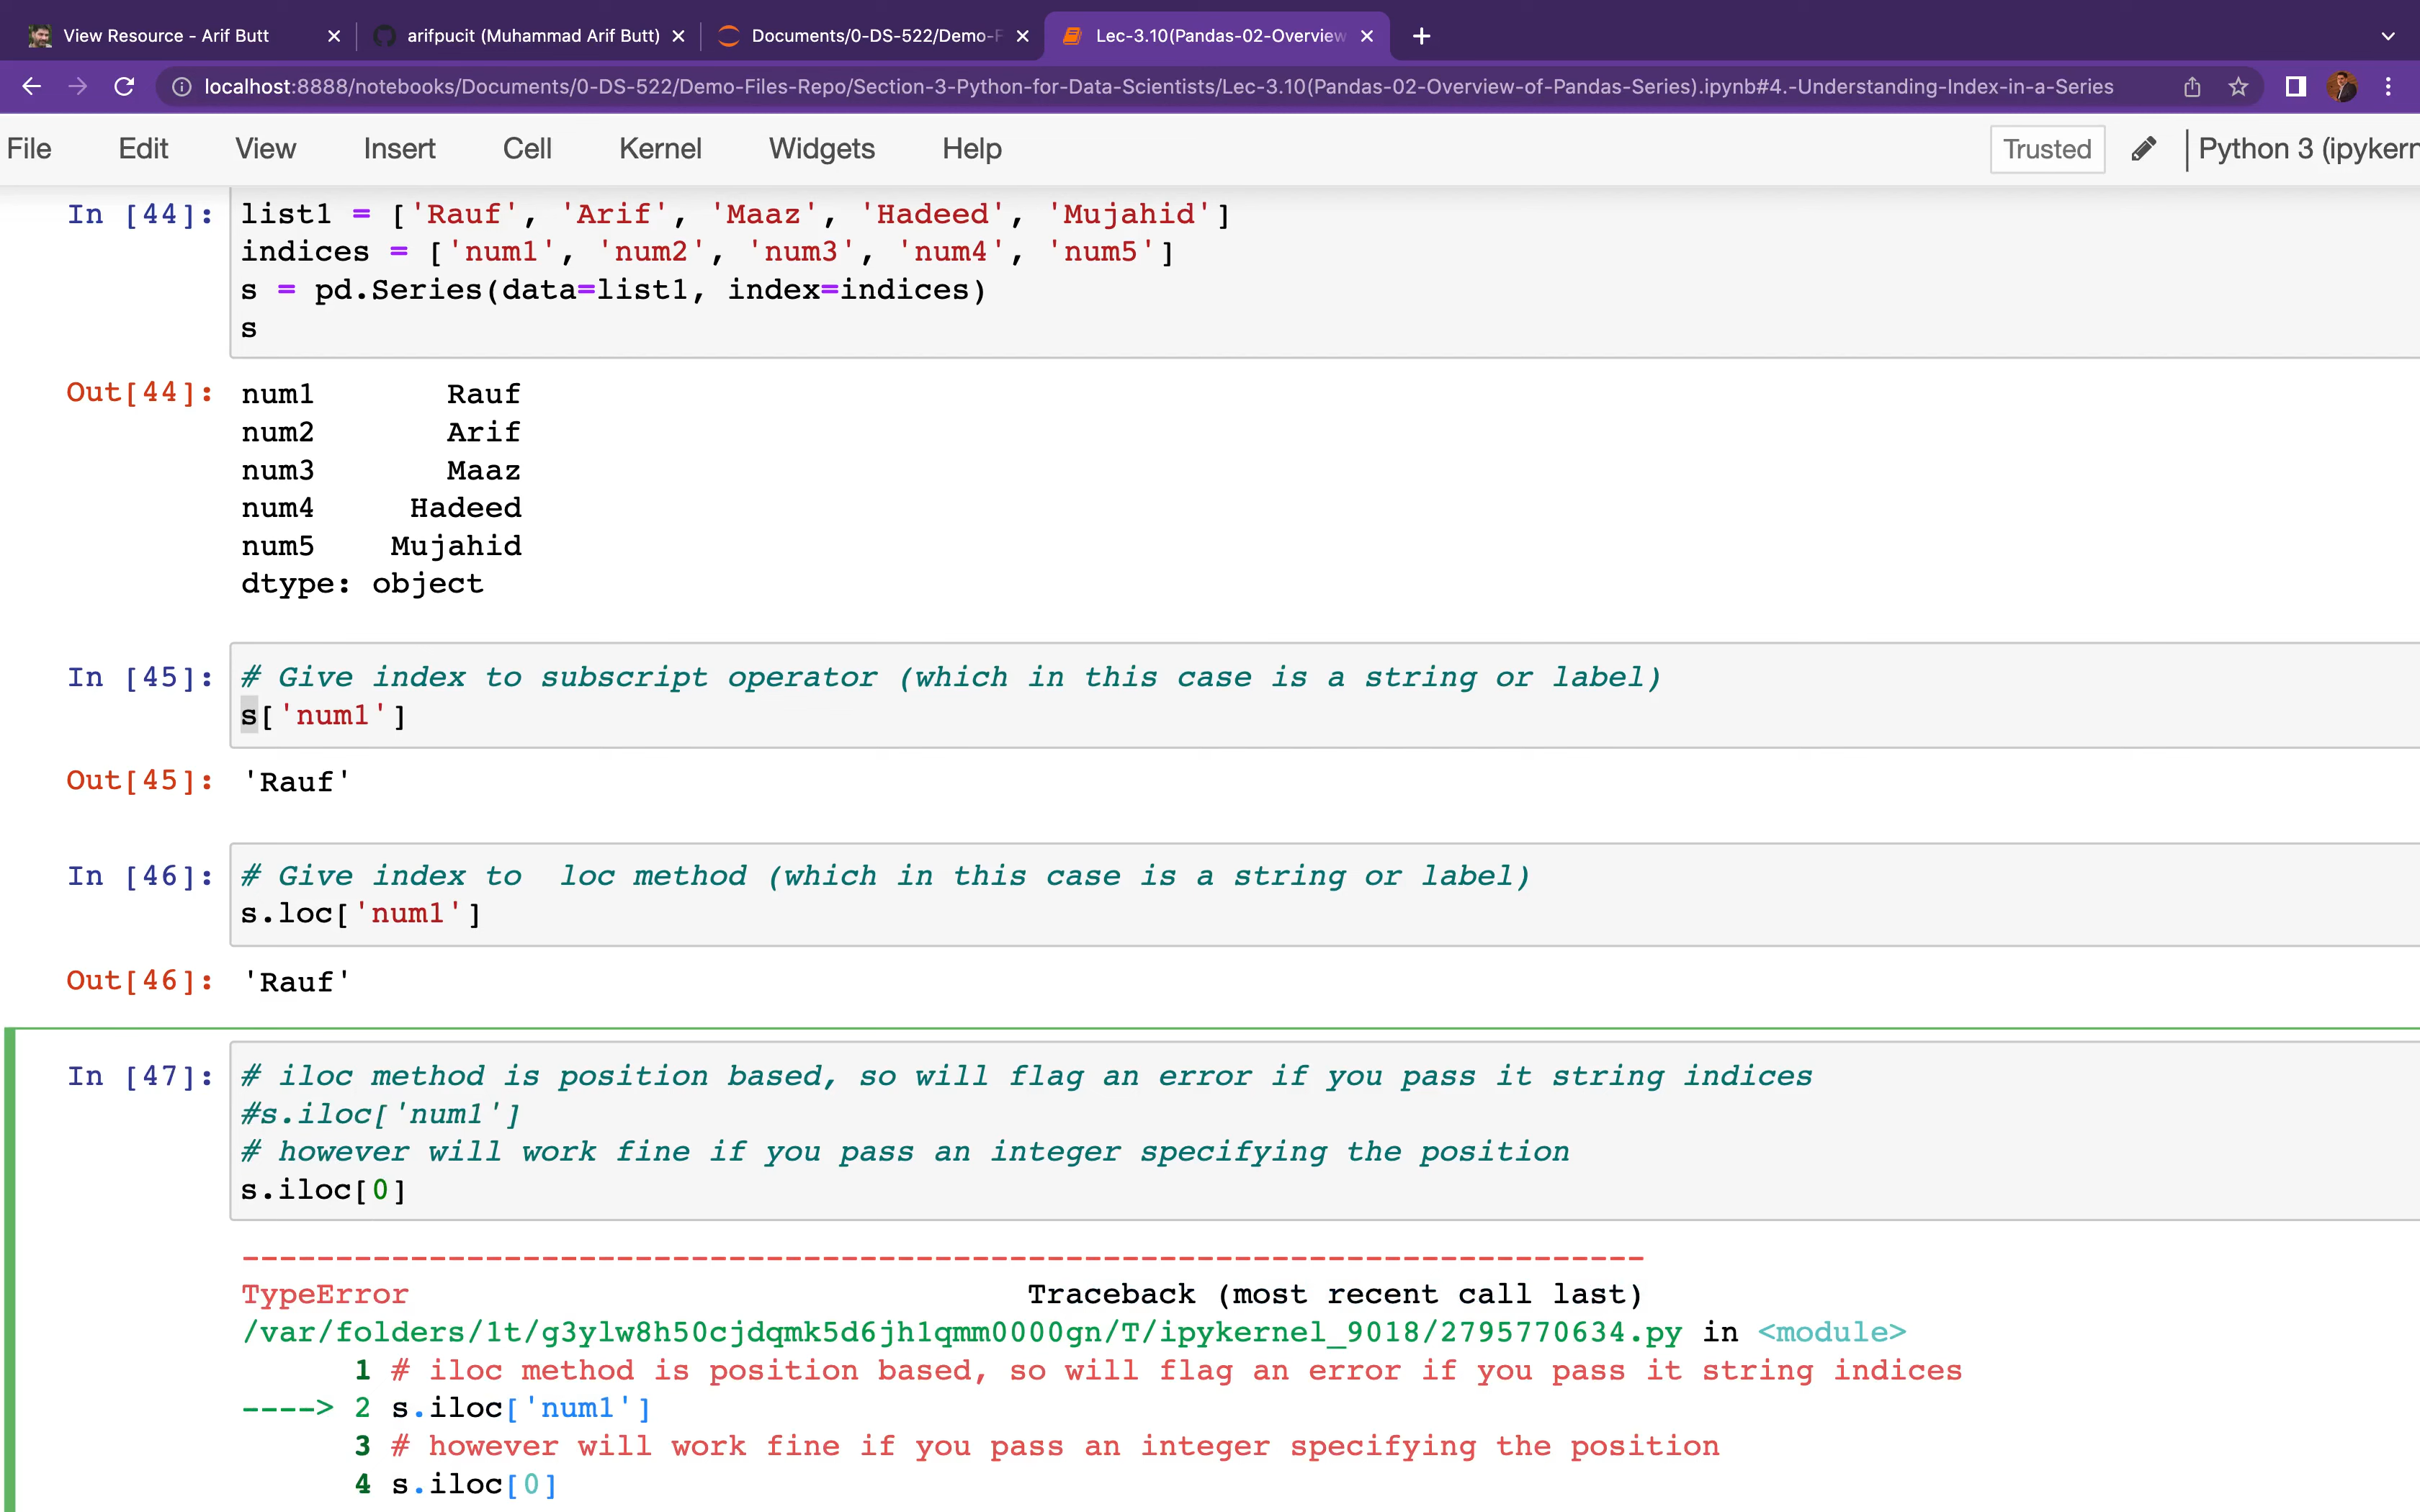 View Resource - Arif Butt
arifpucit (Muhammad Arif Butt)
Documents/0-DS-522/Demo-F
Lec-3.10(Pandas-02-Overview
localhost:8888/notebooks/Documents/0-DS-522/Demo-Files-Repo/Section-3-Python-for-Data-Scientists/Lec-3.10(Pandas-02-Overview-of-Pandas-Series).ipynb#4.-Understanding-Index-in-a-Series
File Edit View Insert Cell Kernel Widgets Help Trusted Python 3 (ipykern
In [44]: list1 = ['Rauf', 'Arif', 'Maaz', 'Hadeed', 'Mujahid']
indices = ['num1', 'num2', 'num3', 'num4', 'num5']
s = pd.Series(data=list1, index=indices)
s
Out[44]: num1 Rauf
num2 Arif
num3 Maaz
num4 Hadeed
num5 Mujahid
dtype: object
In [45]: # Give index to subscript operator (which in this case is a string or label)
s['num1']
Out[45]: 'Rauf'
In [46]: # Give index to  loc method (which in this case is a string or label)
s.loc['num1']
Out[46]: 'Rauf'
In [47]: # iloc method is position based, so will flag an error if you pass it string indices
#s.iloc['num1']
# however will work fine if you pass an integer specifying the position
s.iloc[0]
---------------------------------------------------------------------------
TypeError Traceback (most recent call last)
/var/folders/1t/g3ylw8h50cjdqmk5d6jh1qmm0000gn/T/ipykernel_9018/2795770634.py in <module>
1 # iloc method is position based, so will flag an error if you pass it string indices
----> 2 s.iloc['num1']
3 # however will work fine if you pass an integer specifying the position
4 s.iloc[0]